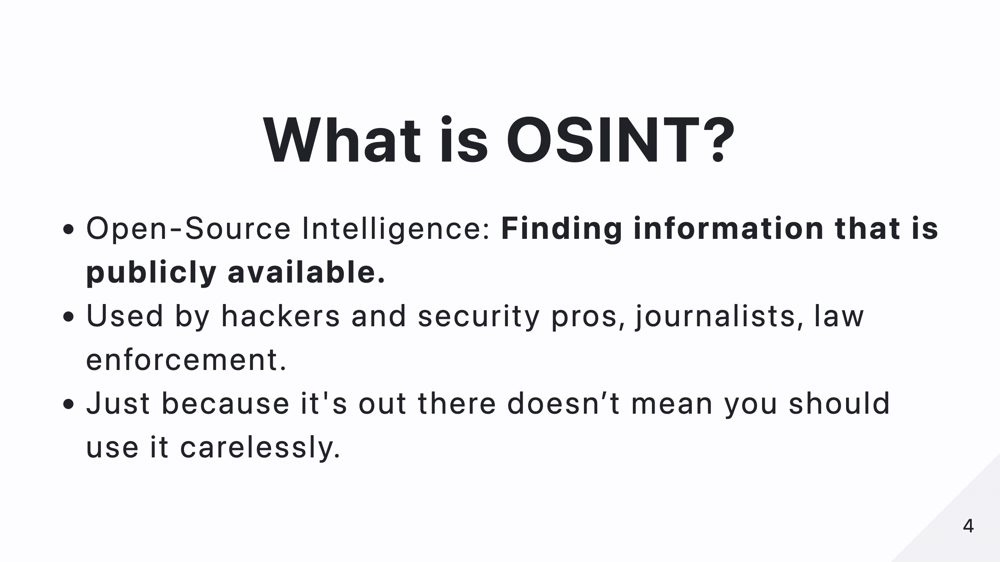 What is OSINT?
• Open-Source Intelligence: Finding information that is
publicly available.
• Used by hackers and security pros, journalists, law
enforcement.
• Just because it's out there doesn’t mean you should
use it carelessly.
4